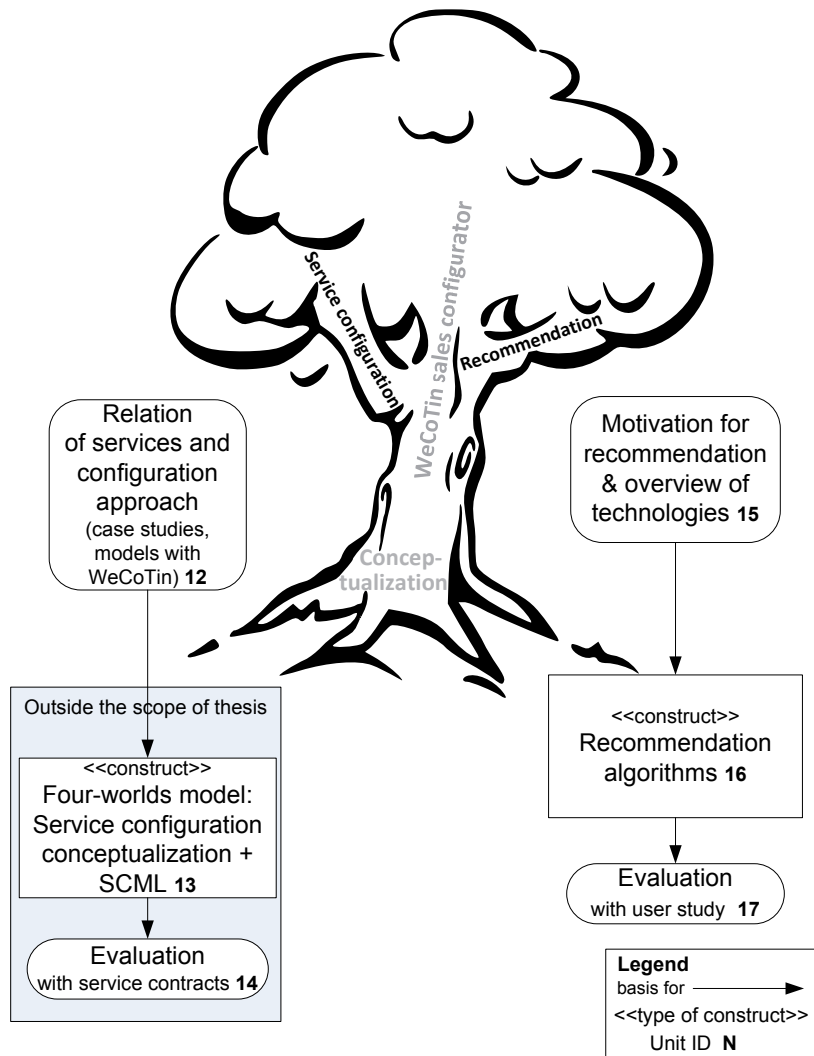 Service configuration
WeCoTin sales configurator
Recommendation
Concep-
tualization
Relation
of services and
configuration
approach
(case studies,
models with
WeCoTin) 12
Outside the scope of thesis
<<construct>>
Four-worlds model:
Service configuration
conceptualization +
SCML 13
Evaluation
with service contracts 14
Motivation for
recommendation
& overview of
technologies 15
<<construct>>
Recommendation
algorithms 16
Evaluation
with user study 17
Legend
basis for
<<type of construct>>
Unit ID N